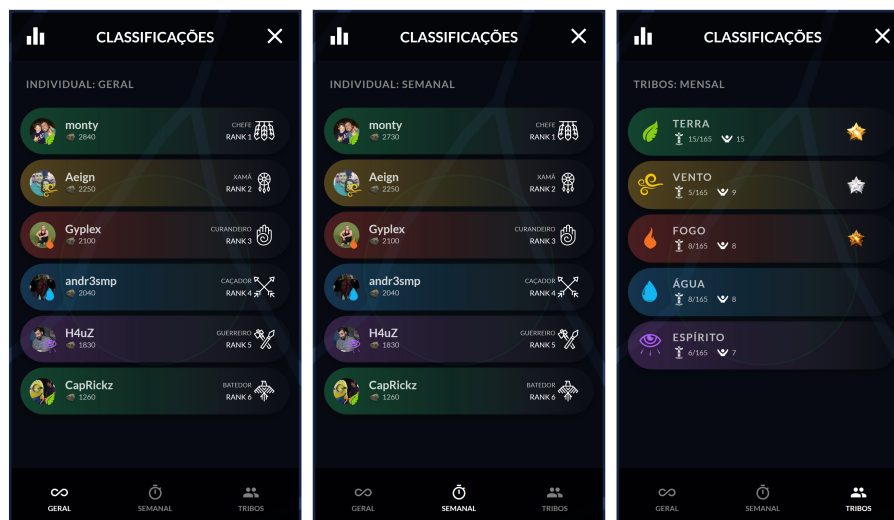 CLASSIFICAÇÕES
INDIVIDUAL: GERAL
monty
2840
CHEFE
RANK 1
Aeign
2250
XAMÃ
RANK 2
Gyplex
2100
CURANDEIRO
RANK 3
andr3smp
2040
CAÇADOR
RANK 4
H4uZ
1830
GUERREIRO
RANK 5
CapRickz
1260
BATEDOR
RANK 6
GERAL
SEMANAL
TRIBOS
CLASSIFICAÇÕES
INDIVIDUAL: SEMANAL
monty
2730
CHEFE
RANK 1
Aeign
2250
XAMÃ
RANK 2
Gyplex
2100
CURANDEIRO
RANK 3
andr3smp
2040
CAÇADOR
RANK 4
H4uZ
1830
GUERREIRO
RANK 5
CapRickz
1260
BATEDOR
RANK 6
GERAL
SEMANAL
TRIBOS
CLASSIFICAÇÕES
TRIBOS: MENSAL
TERRA
15/165 15
VENTO
5/165 9
FOGO
8/165 8
ÁGUA
8/165 8
ESPÍRITO
6/165 7
GERAL
SEMANAL
TRIBOS